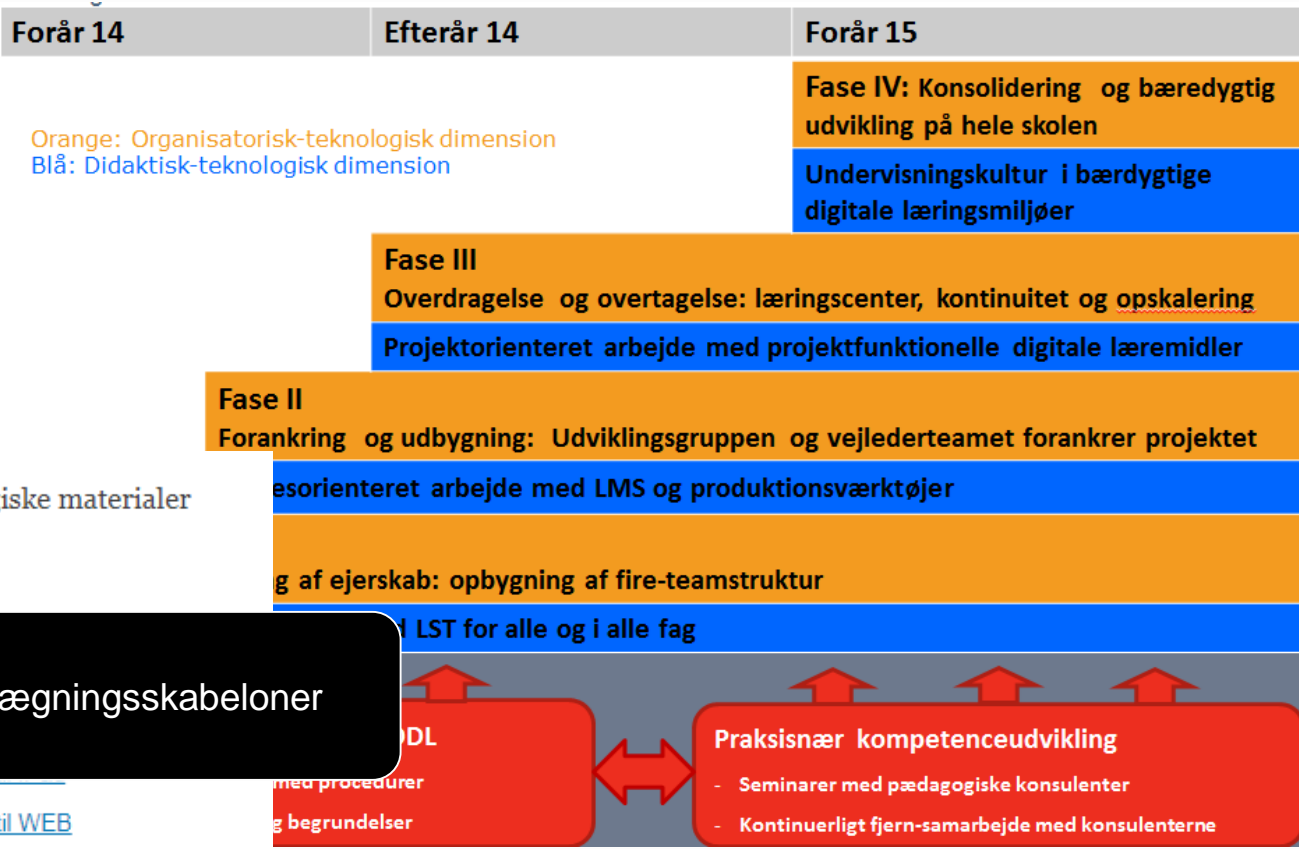 Forår 14
Efterår 14
Forår 15
Fase IV: Konsolidering og bæredygtig
udvikling på hele skolen
Orange: Organisatorisk-teknologisk dimension
Blå: Didaktisk-teknologisk dimension
Undervisningskultur i bærdygtige
digitale læringsmiljøer
Fase III
Overdragelse og overtagelse: læringscenter, kontinuitet og opskalering
Projektorienteret arbejde med projektfunktionelle digitale læremidler
Fase II
Forankring og udbygning: Udviklingsgruppen og vejlederteamet forankrer projektet
esorienteret arbejde med LMS og produktionsværktøjer
giske materialer
g af ejerskab: opbygning af fire-teamstruktur
LST for alle og i alle fag
ægningsskabeloner
DDL
med procedurer
g begrundelser
til WEB
Praksisnær kompetenceudvikling
- Seminarer med pædagogiske konsulenter
- Kontinuerligt fjern-samarbejde med konsulenterne